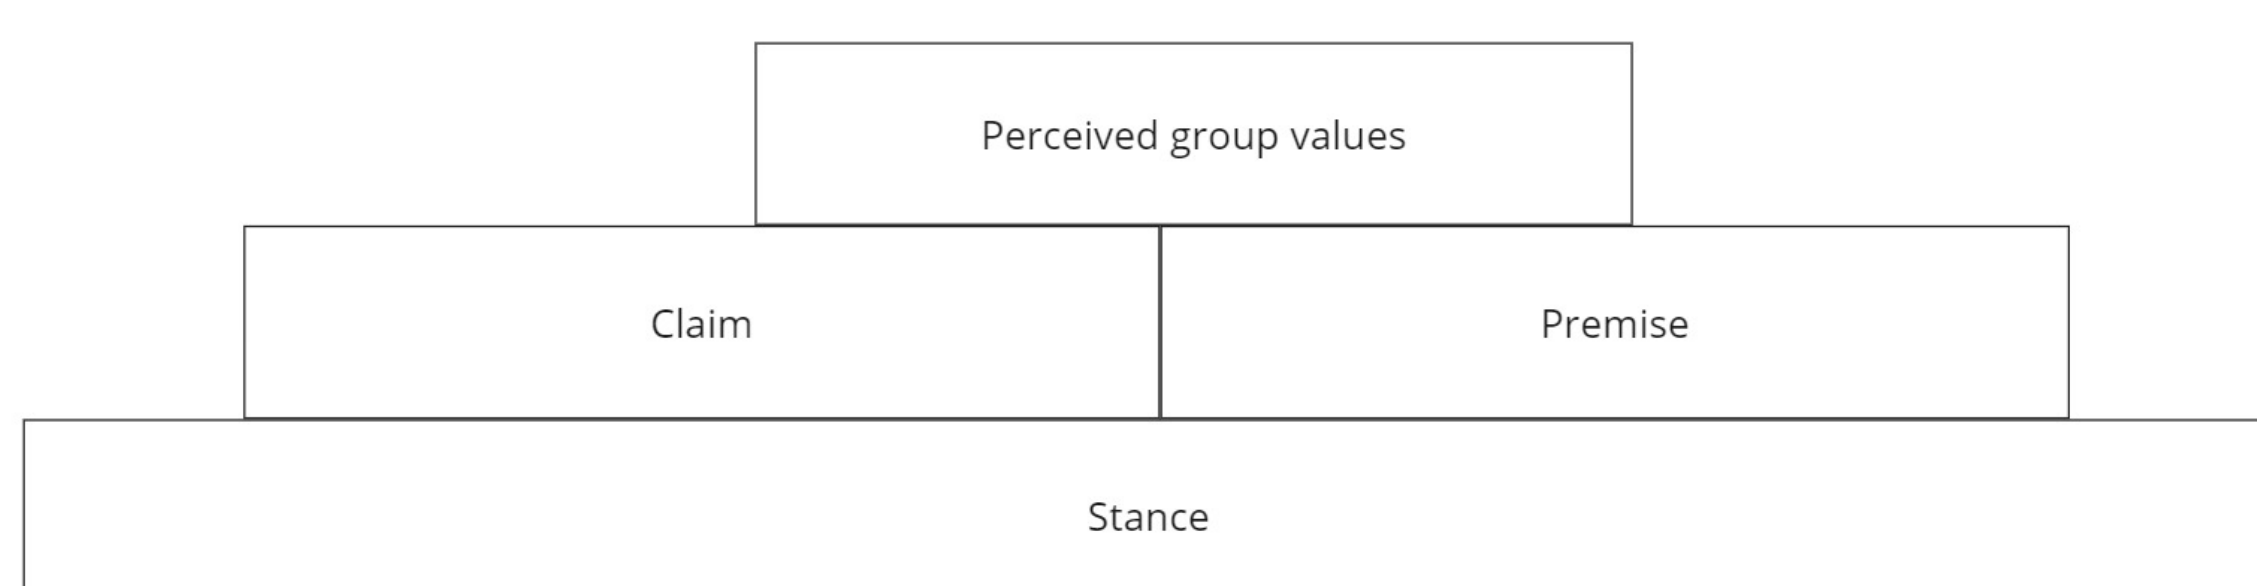 Perceived group values
Claim
Premise
Stance